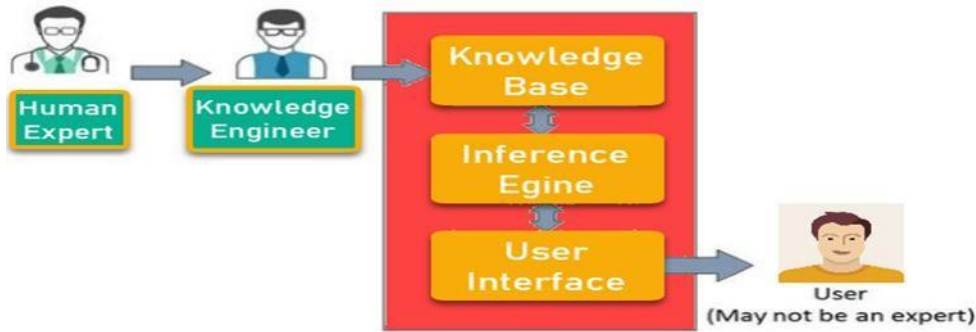 Human
Expert
Knowledge
Engineer
Knowledge
Base
Inference
Egine
User
Interface
User
(May not be an expert)